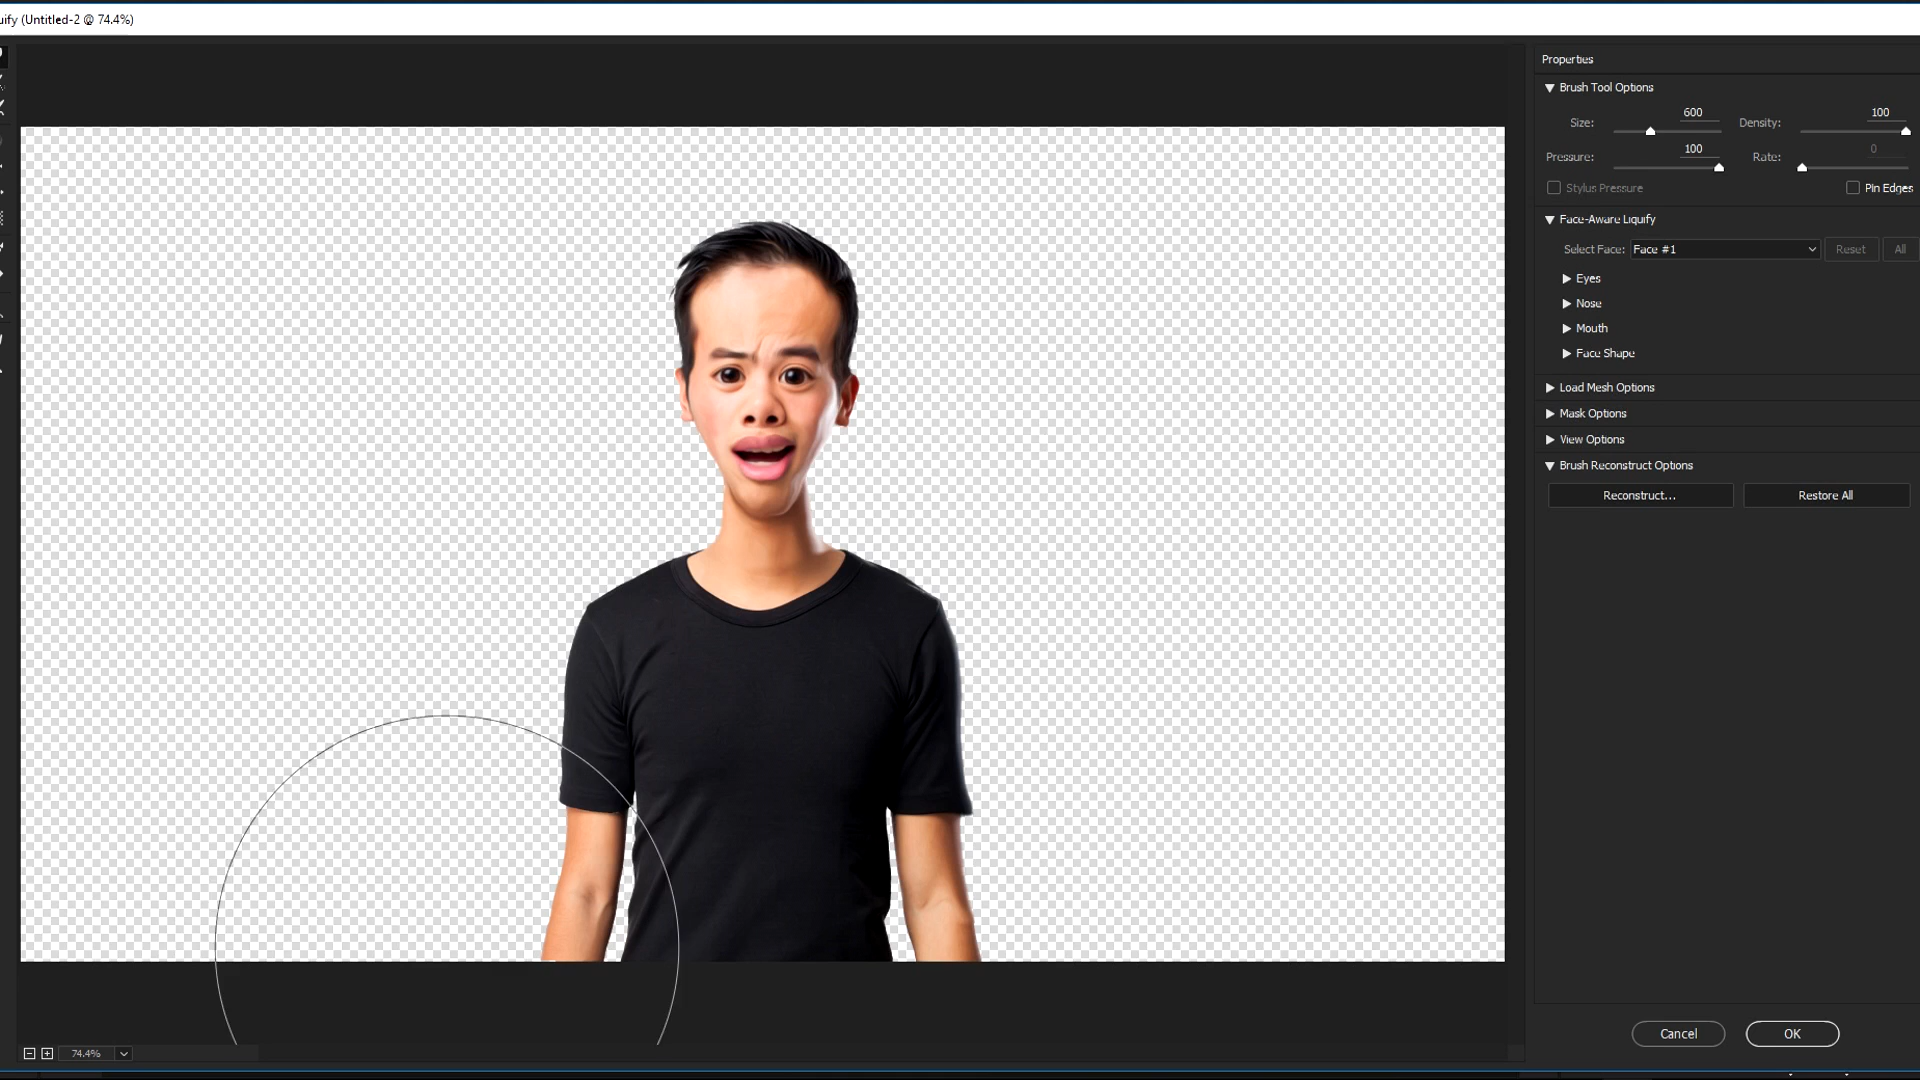 uify (Untitled-2 @ 74.4%)
Properties
Brush Tool Options
Size: 600 Density: 100
Pressure: 100 Rate: 0
Stylus Pressure Pin Edges
Face-Aware Liquify
Select Face: Face #1 Reset All
Eyes
Nose
Mouth
Face Shape
Load Mesh Options
Mask Options
View Options
Brush Reconstruct Options
Reconstruct... Restore All
Cancel OK
74.4%